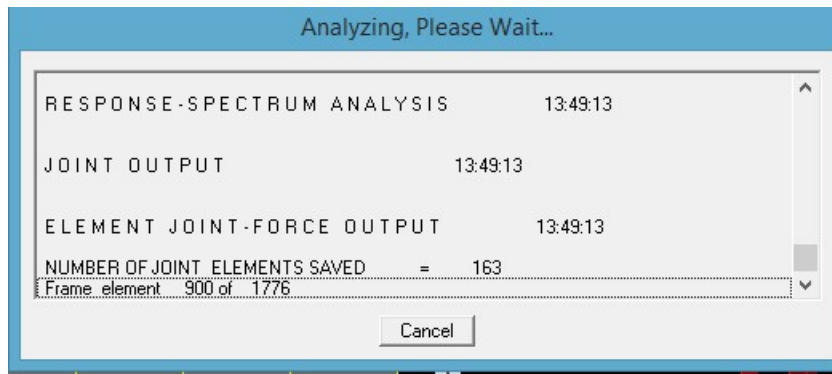 Analyzing, Please Wait...
RESPONSE-SPECTRUM ANALYSIS 13:49:13
JOINT OUTPUT 13:49:13
ELEMENT JOINT-FORCE OUTPUT 13:49:13
NUMBER OF JOINT ELEMENTS SAVED = 163
Frame element 900 of 1776
Cancel